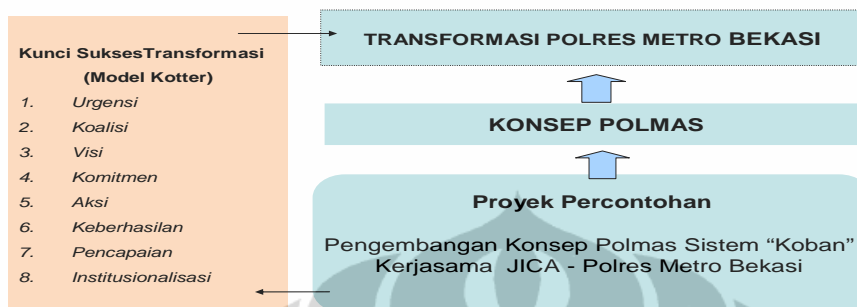 Kunci SuksesTransformasi
(Model Kotter)
1. Urgensi
2. Koalisi
3. Visi
4. Komitmen
5. Aksi
6. Keberhasilan
7. Pencapaian
8. Institusionalisasi
TRANSFORMASI POLRES METRO BEKASI
KONSEP POLMAS
Proyek Percontohan
Pengembangan Konsep Polmas Sistem “Koban”
Kerjasama JICA - Polres Metro Bekasi